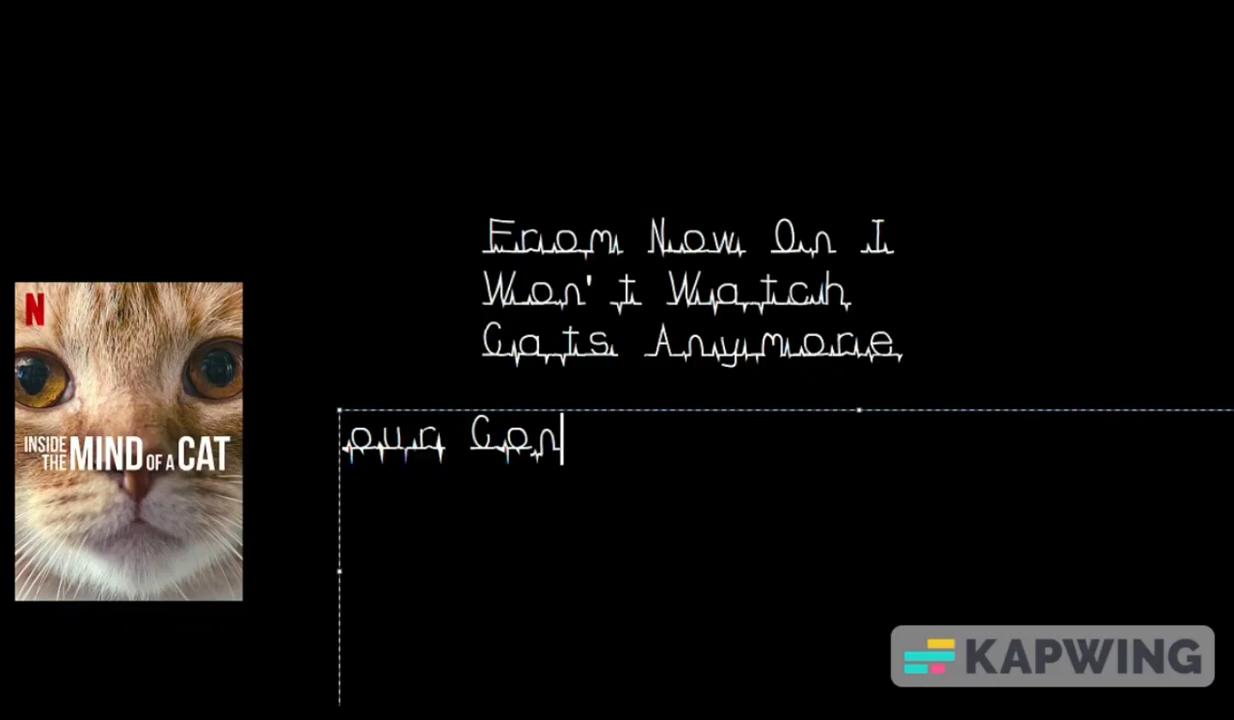 From Now On I
Won't Watch
Cats Anymore
our Con
N
INSIDE
THE MIND OF A CAT
KAPWING